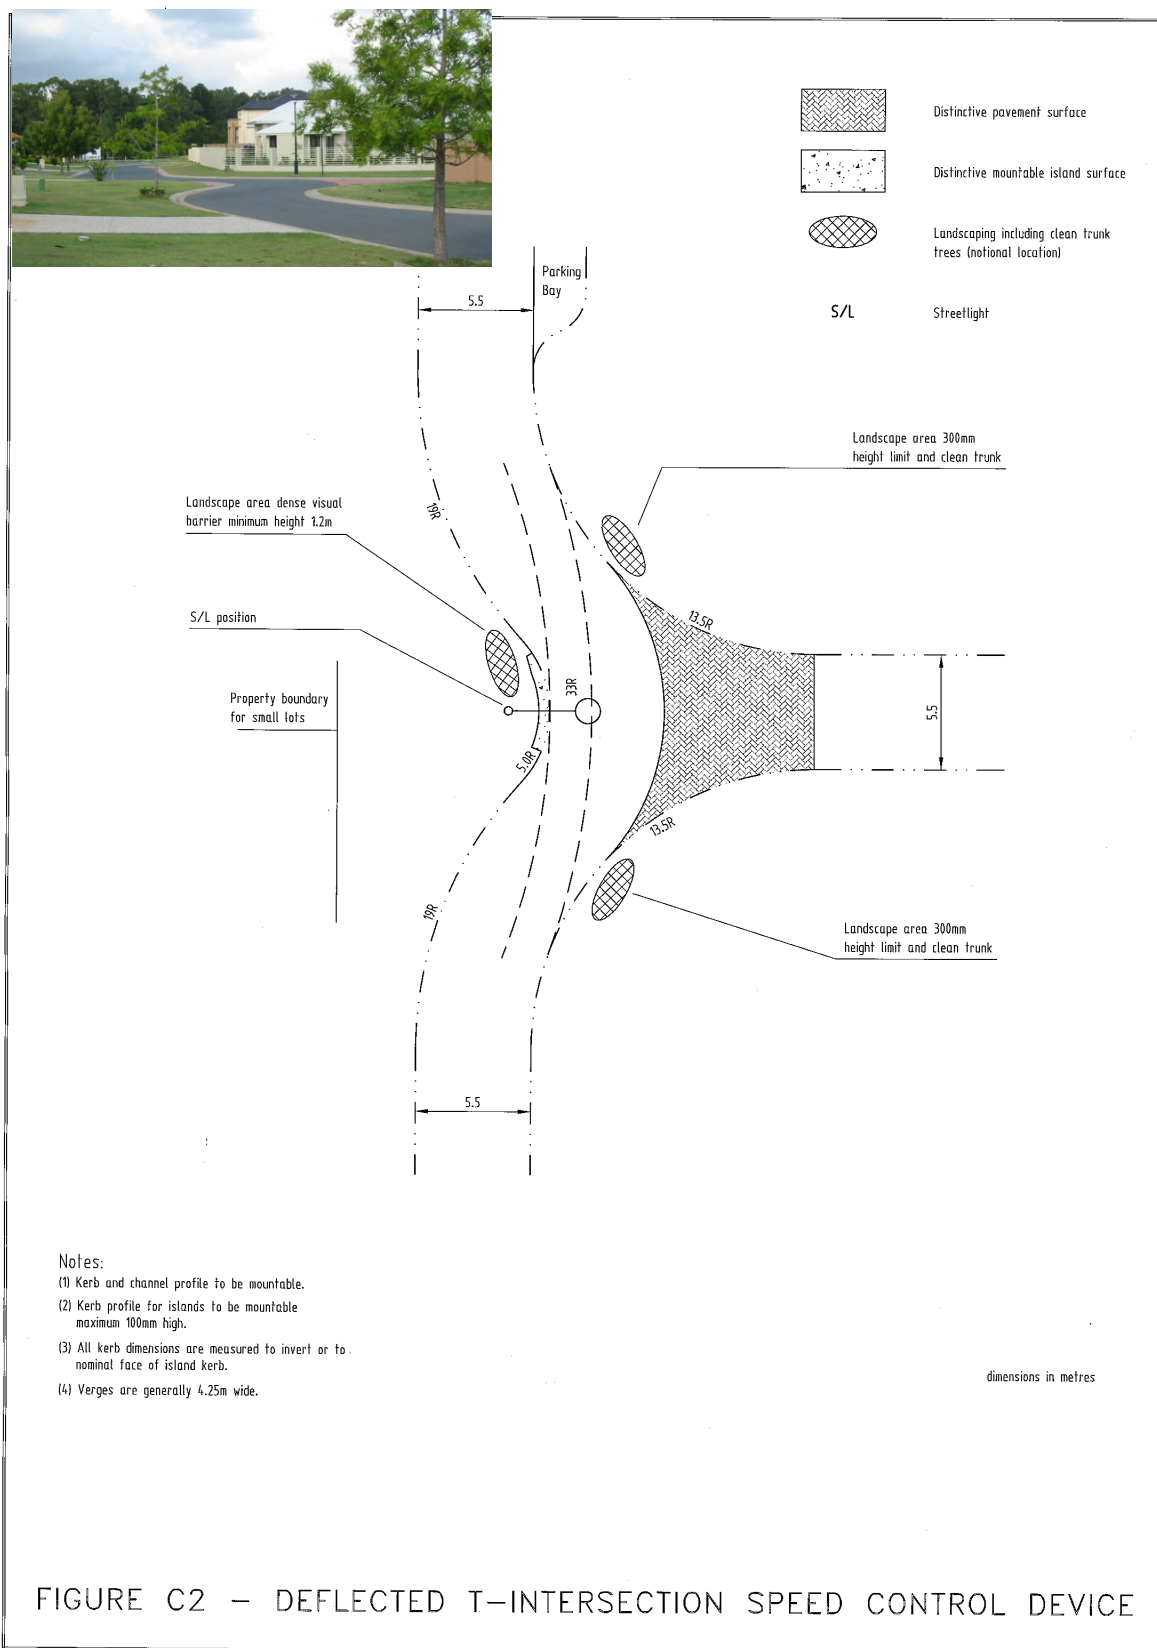 Distinctive pavement surface
Distinctive mountable island surface
Landscaping including clean trunk
trees (notional location)
S/L
Streetlight
Parking
Bay
5.5
Landscape area 300mm
height limit and clean trunk
Landscape area dense visual
barrier minimum height 1.2m
19R
S/L position
13.5R
33R
Property boundary
for small lots
5.5
5.0R
13.5R
19R
Landscape area 300mm
height limit and clean trunk
5.5
Notes:
(1) Kerb and channel profile to be mountable.
(2) Kerb profile for islands to be mountable
maximum 100mm high.
(3) All kerb dimensions are measured to invert or to
nominal face of island kerb.
(4) Verges are generally 4.25m wide.
dimensions in metres
FIGURE C2 - DEFLECTED T-INTERSECTION SPEED CONTROL DEVICE